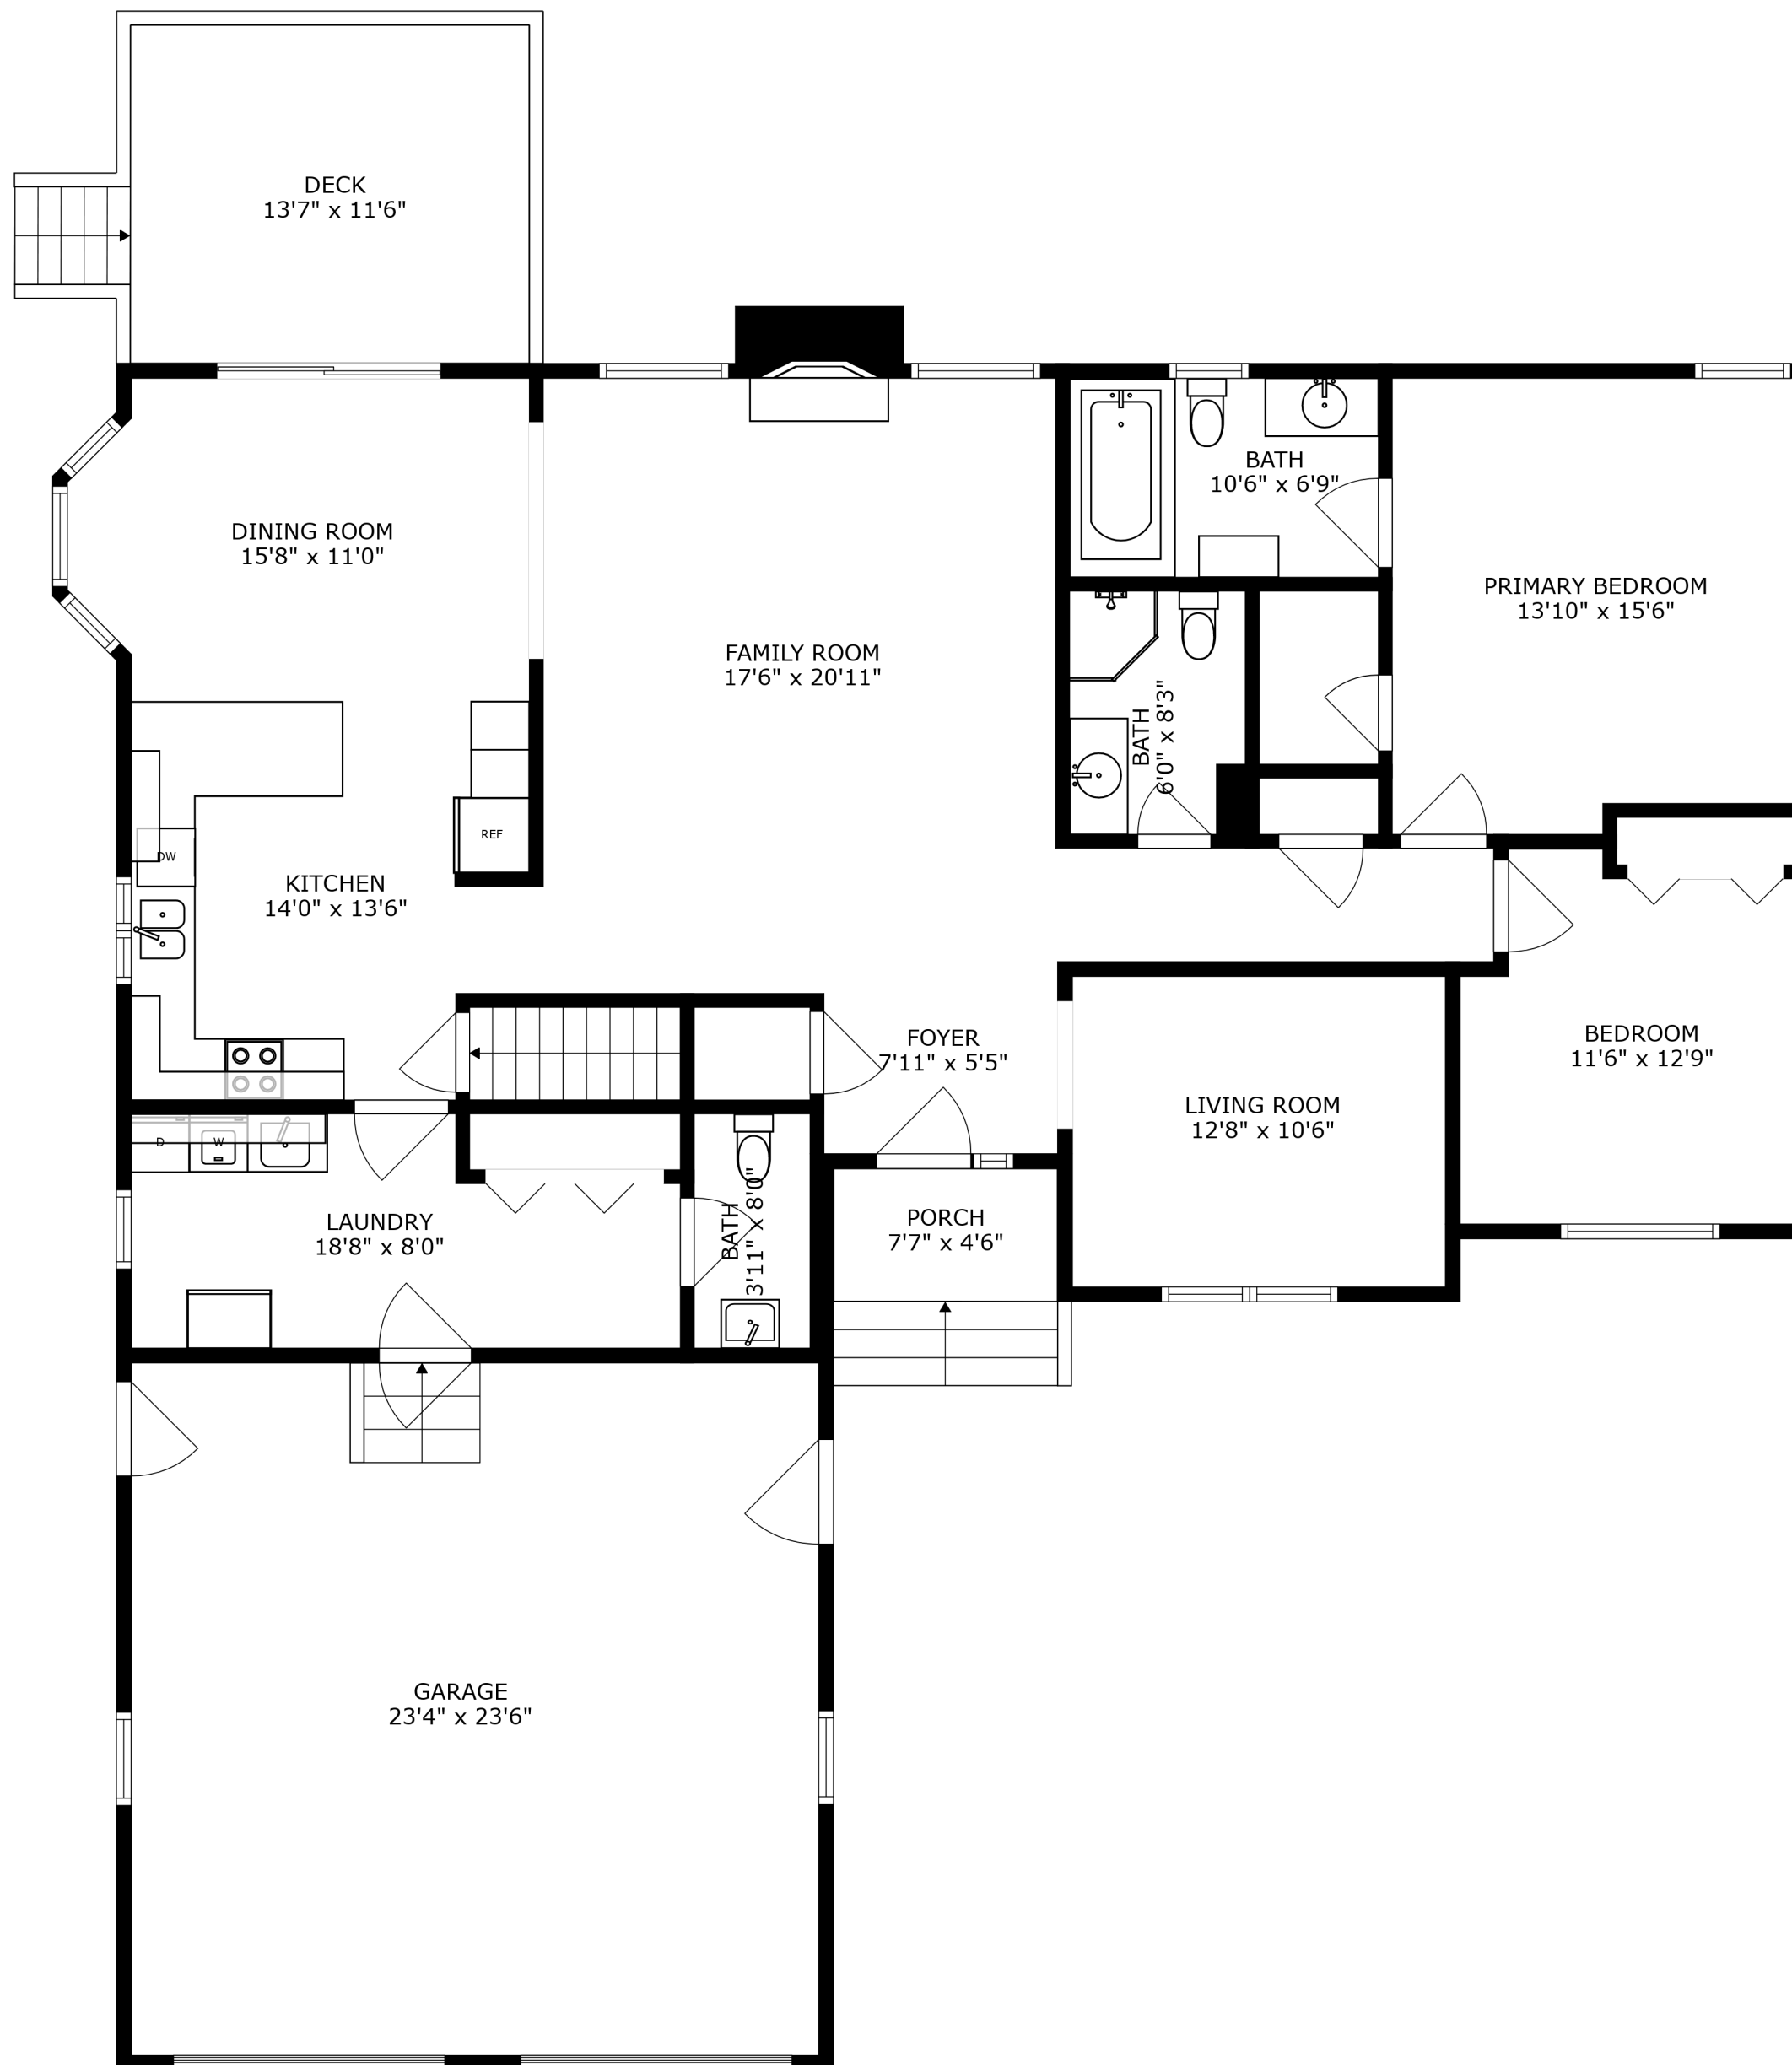 DECK
13'7" x 11'6"
BATH
10'6" x 6'9"
DINING ROOM
15'8" x 11'0"
PRIMARY BEDROOM
13'10" x 15'6"
FAMILY ROOM
17'6" x 20'11"
BATH
6'0" x 8'3"
REF
DW
KITCHEN
14'0" x 13'6"
FOYER
7'11" x 5'5"
BEDROOM
11'6" x 12'9"
LIVING ROOM
12'8" x 10'6"
D
W
LAUNDRY
18'8" x 8'0"
BATH
3'11" x 8'0"
PORCH
7'7" x 4'6"
GARAGE
23'4" x 23'6"